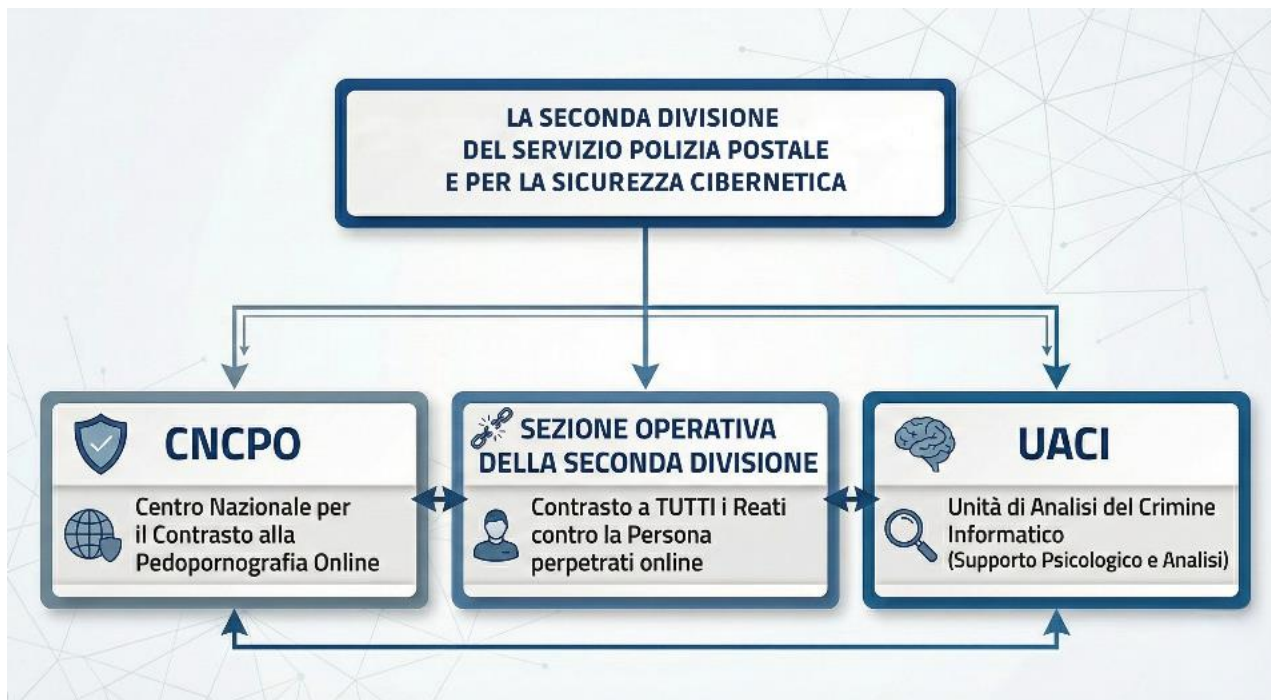 LA SECONDA DIVISIONE
DEL SERVIZIO POLIZIA POSTALE
E PER LA SICUREZZA CIBERNETICA
CNCPO
Centro Nazionale per
il Contrasto alla
Pedopornografia Online
SEZIONE OPERATIVA
DELLA SECONDA DIVISIONE
Contrasto a TUTTI i Reati
contro la Persona
perpetrati online
UACI
Unità di Analisi del Crimine
Informatico
(Supporto Psicologico e Analisi)